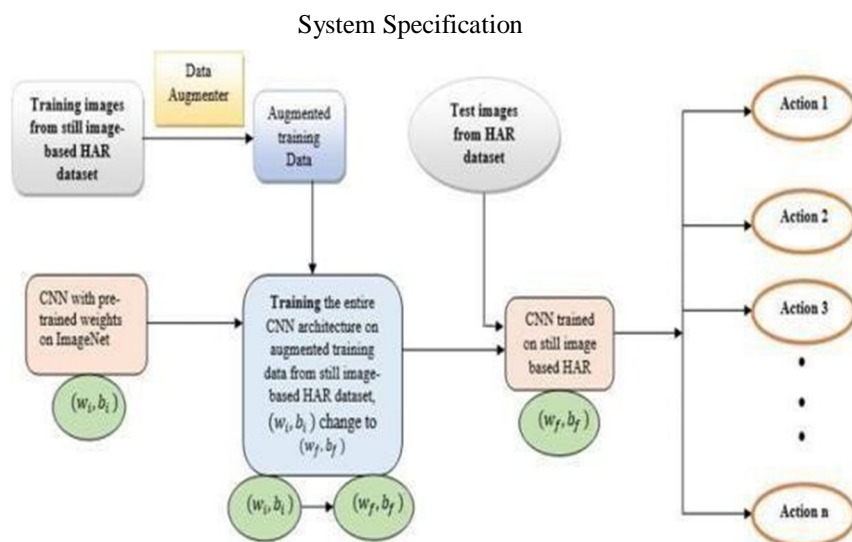 System Specification
Data
Augmenter
Training images
from still image-
based HAR
dataset
Augmented
training
Data
Test images
from HAR
dataset
Action 1
Action 2
Action 3
Action n
CNN with pre-
trained weights
on ImageNet
(w_i, b_i)
Training the entire
CNN architecture on
augmented training
data from still image-
based HAR dataset,
(w_i, b_i) change to
(w_f, b_f)
(w_i, b_i)
(w_f, b_f)
CNN trained
on still image
based HAR
(w_f, b_f)